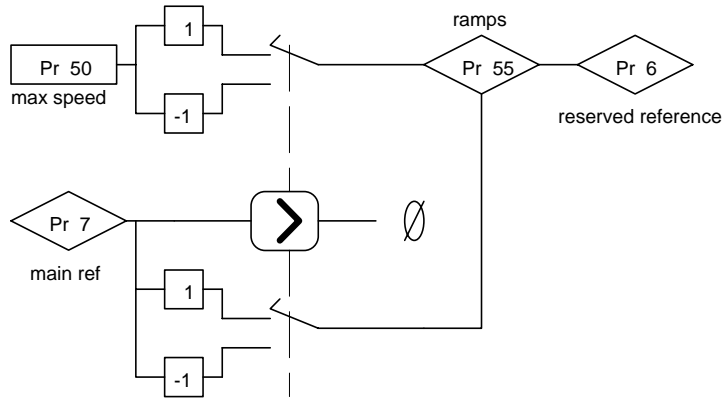 ramps
1
Pr 50
Pr 55
Pr 6
max speed
-1
reserved reference
Pr 7
>
0
main ref
1
-1